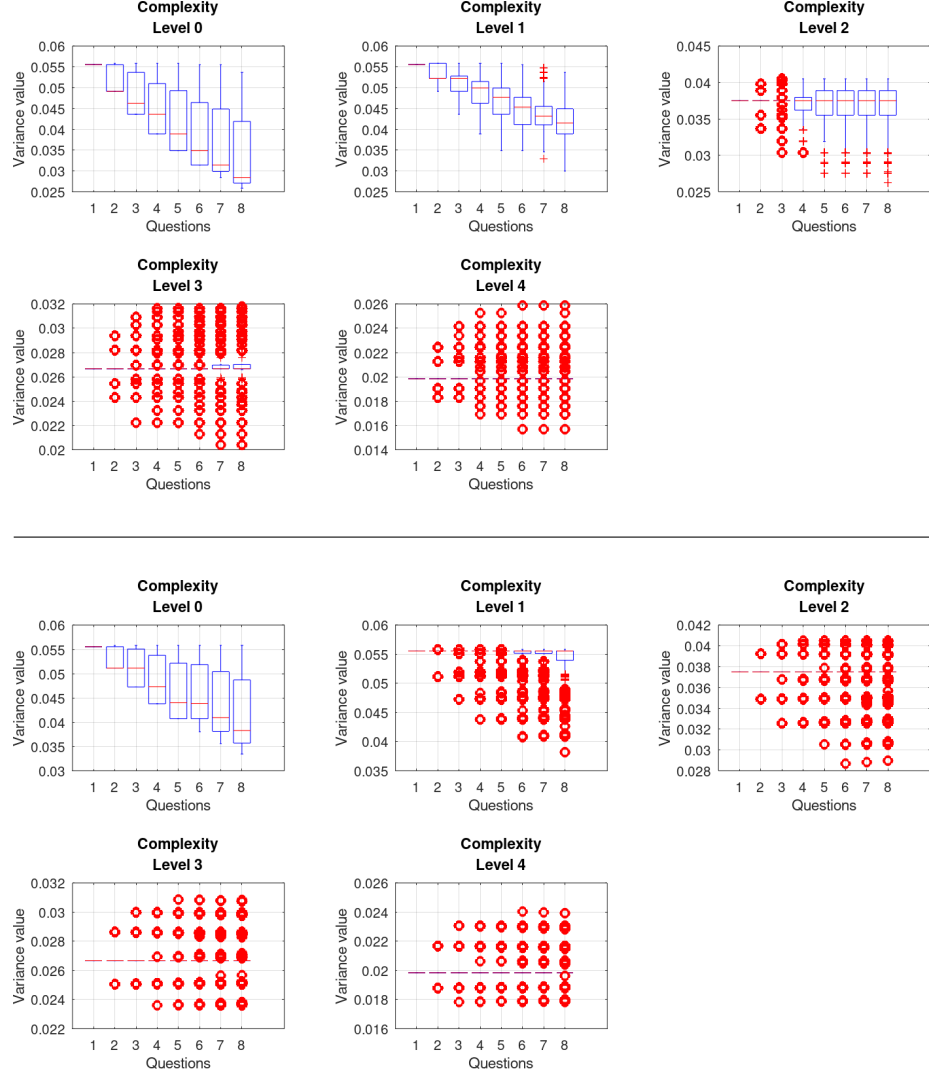 Complexity
Level 0
Variance value
0.06
0.055
0.05
0.045
0.04
0.035
0.03
0.025
1 2 3 4 5 6 7 8
Questions
Complexity
Level 1
Variance value
0.06
0.055
0.05
0.045
0.04
0.035
0.03
0.025
1 2 3 4 5 6 7 8
Questions
Complexity
Level 2
Variance value
0.045
0.035
0.03
0.025
1 2 3 4 5 6 7 8
Questions
Complexity
Level 3
Variance value
0.032
0.03
0.028
0.026
0.024
0.022
0.02
1 2 3 4 5 6 7 8
Questions
Complexity
Level 4
Variance value
0.026
0.024
0.022
0.02
0.018
0.016
0.014
1 2 3 4 5 6 7 8
Questions
Complexity
Level 0
Variance value
0.06
0.055
0.05
0.045
0.04
0.035
0.03
1 2 3 4 5 6 7 8
Questions
Complexity
Level 1
Variance value
0.06
0.055
0.05
0.045
0.04
0.035
1 2 3 4 5 6 7 8
Questions
Complexity
Level 2
Variance value
0.042
0.04
0.038
0.036
0.034
0.032
0.03
0.028
1 2 3 4 5 6 7 8
Questions
Complexity
Level 3
Variance value
0.032
0.03
0.028
0.026
0.024
0.022
1 2 3 4 5 6 7 8
Questions
Complexity
Level 4
Variance value
0.026
0.024
0.022
0.02
0.018
0.016
1 2 3 4 5 6 7 8
Questions